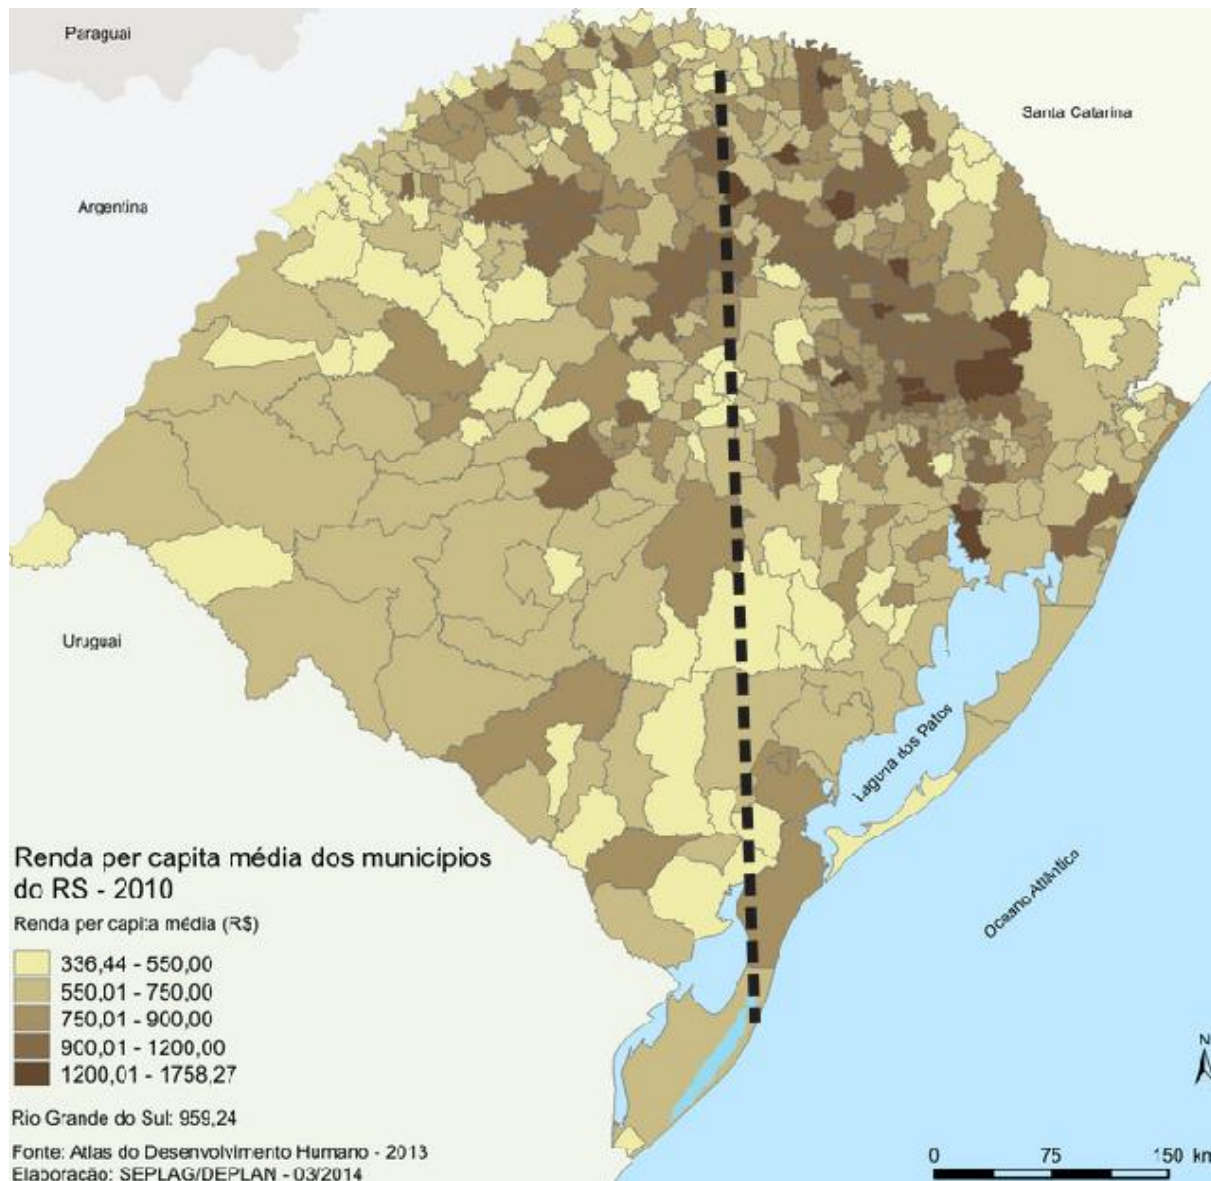 Paraguai
Santa Catarina
Argentina
Uruguai
Laguna dos Patos
Oceano Atlântico
Renda per capita média dos municípios
do RS - 2010
Renda per capita média (R$)
336,44 - 550,00
550,01 - 750,00
750,01 - 900,00
900,01 - 1200,00
1200,01 - 1758,27
Rio Grande do Sul: 959,24
Fonte: Atlas do Desenvolvimento Humano - 2013
Elaboração: SEPLAG/DEPLAN - 03/2014
N
0 75 150 km